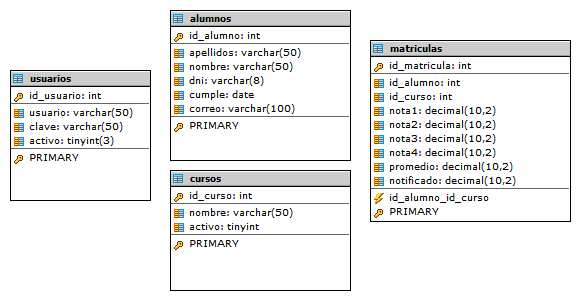 usuarios
id_usuario: int
usuario: varchar(50)
clave: varchar(50)
activo: tinyint(3)
PRIMARY
alumnos
id_alumno: int
apellidos: varchar(50)
nombre: varchar(50)
dni: varchar(8)
cumple: date
correo: varchar(100)
PRIMARY
cursos
id_curso: int
nombre: varchar(50)
activo: tinyint
PRIMARY
matriculas
id_matricula: int
id_alumno: int
id_curso: int
nota1: decimal(10,2)
nota2: decimal(10,2)
nota3: decimal(10,2)
nota4: decimal(10,2)
promedio: decimal(10,2)
notificado: decimal(10,2)
id_alumno_id_curso
PRIMARY